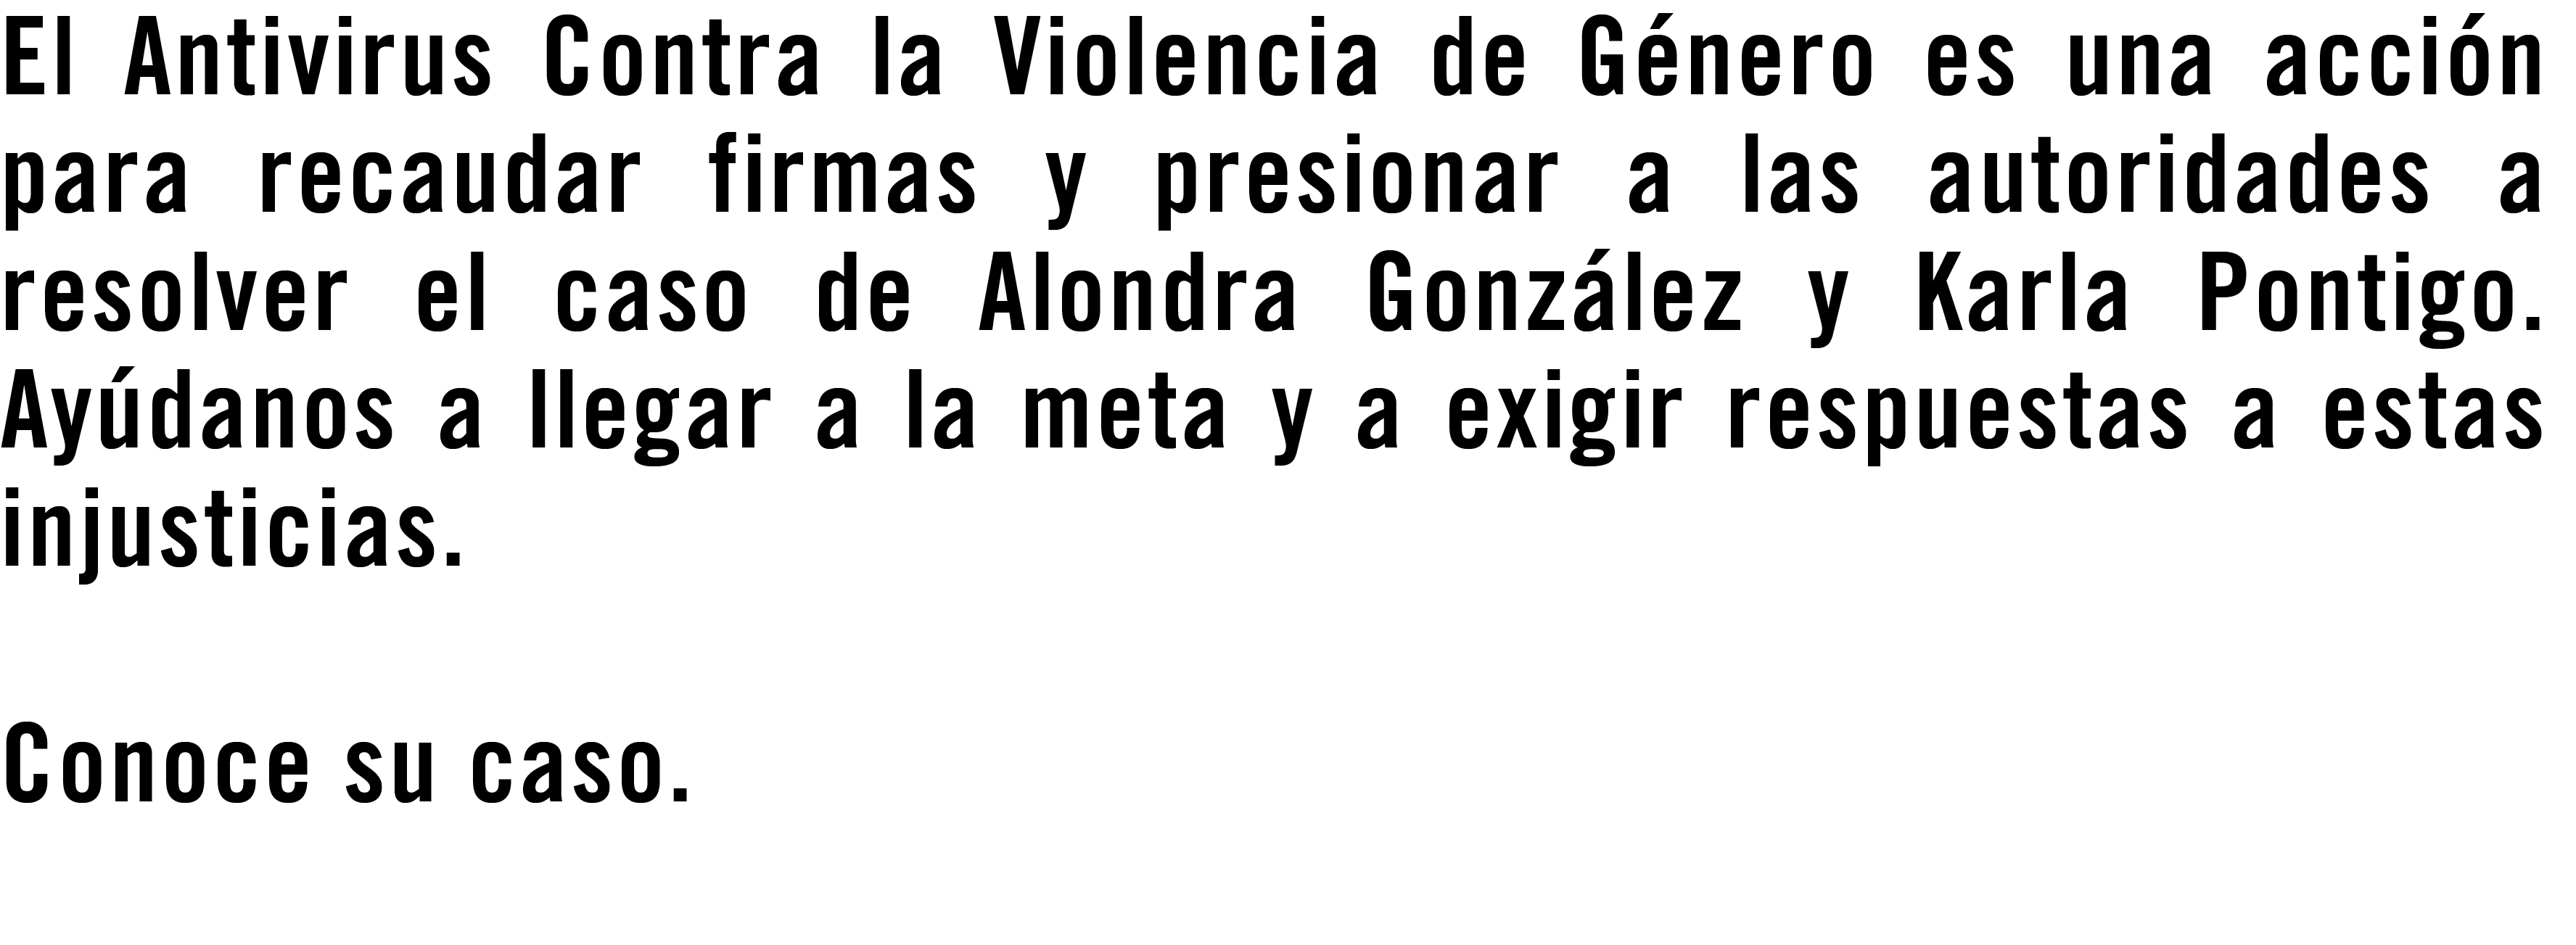 El Antivirus Contra la Violencia de Género es una acción
para recaudar firmas y presionar a las autoridades a
resolver el caso de Alondra González y Karla Pontigo.
Ayúdanos a llegar a la meta y a exigir respuestas a estas
injusticias.
Conoce su caso.